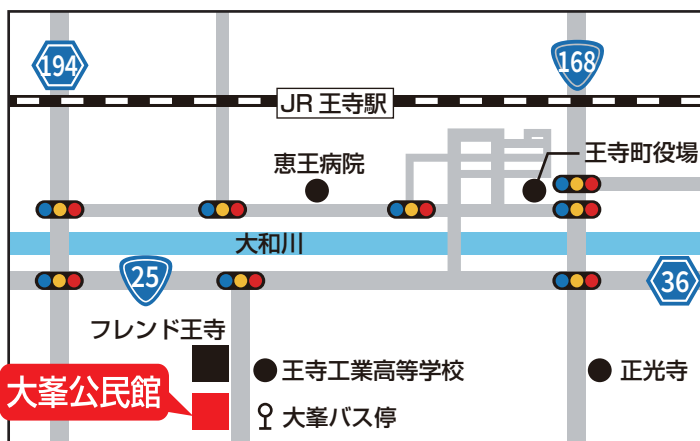 194
168
JR 王寺駅
恵王病院
王寺町役場
大和川
25
36
フレンド王寺
大峯公民館
王寺工業高等学校
正光寺
大峯バス停